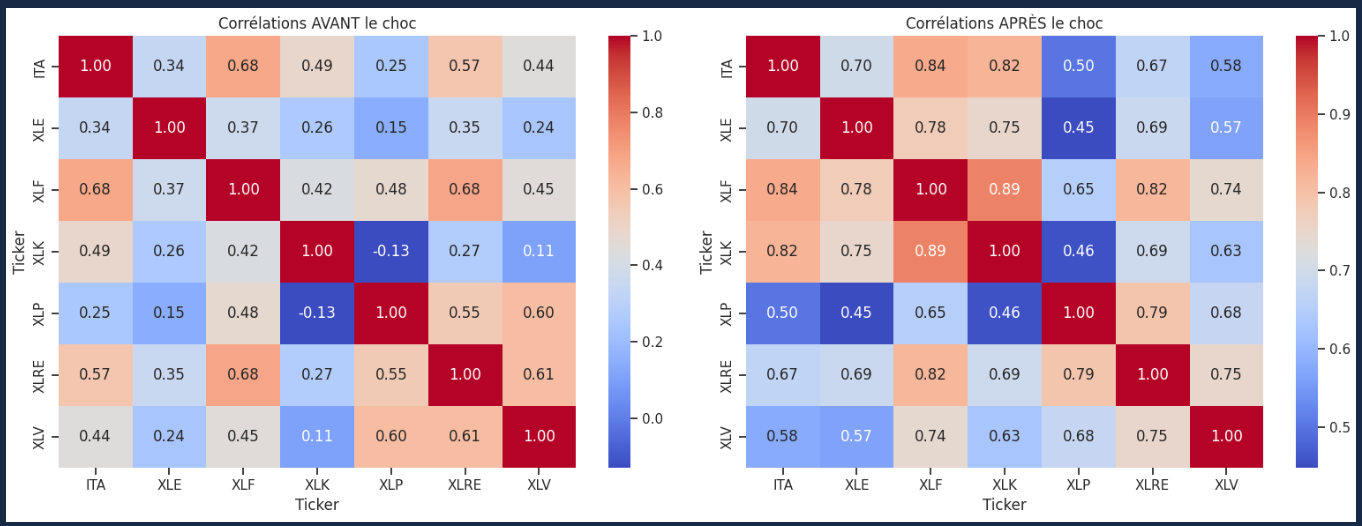 Corrélations AVANT le choc
ITA 1.00 0.34 0.68 0.49 0.25 0.57 0.44
XLE 0.34 1.00 0.37 0.26 0.15 0.35 0.24
XLF 0.68 0.37 1.00 0.42 0.48 0.68 0.45
XLK 0.49 0.26 0.42 1.00 -0.13 0.27 0.11
XLP 0.25 0.15 0.48 -0.13 1.00 0.55 0.60
XLRE 0.57 0.35 0.68 0.27 0.55 1.00 0.61
XLV 0.44 0.24 0.45 0.11 0.60 0.61 1.00
Ticker
ITA XLE XLF XLK XLP XLRE XLV
Ticker
1.0
0.8
0.6
0.4
0.2
0.0
Corrélations APRÈS le choc
ITA 1.00 0.70 0.84 0.82 0.50 0.67 0.58
XLE 0.70 1.00 0.78 0.75 0.45 0.69 0.57
XLF 0.84 0.78 1.00 0.89 0.65 0.82 0.74
XLK 0.82 0.75 0.89 1.00 0.46 0.69 0.63
XLP 0.50 0.45 0.65 0.46 1.00 0.79 0.68
XLRE 0.67 0.69 0.82 0.69 0.79 1.00 0.75
XLV 0.58 0.57 0.74 0.63 0.68 0.75 1.00
Ticker
ITA XLE XLF XLK XLP XLRE XLV
Ticker
1.0
0.9
0.8
0.7
0.6
0.5